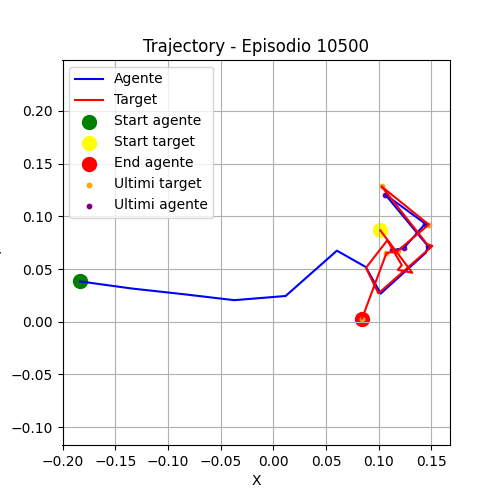 Trajectory - Episodio 10500
Agente
Target
Start agente
Start target
End agente
Ultimi target
Ultimi agente
0.20
0.15
0.10
0.05
0.00
−0.05
−0.10
−0.20 −0.15 −0.10 −0.05 0.00 0.05 0.10 0.15
X